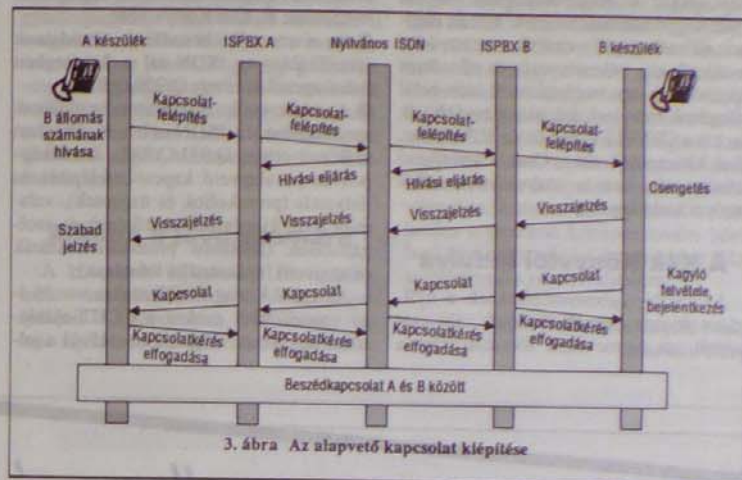 A készülék
ISPBX A
Nyilvános ISDN
ISPBX B
B készülék
B állomás
számának
hívása
Kapcsolat-
felépítés
Kapcsolat-
felépítés
Kapcsolat-
felépítés
Kapcsolat-
felépítés
Hívási eljárás
Hívási eljárás
Csengetés
Szabad
jelzés
Visszajelzés
Visszajelzés
Visszajelzés
Visszajelzés
Kapcsolat
Kapcsolat
Kapcsolat
Kapcsolat
Kagyló
felvétele,
bejelentkezés
Kapcsolatkérés
elfogadása
Kapcsolatkérés
elfogadása
Kapcsolatkérés
elfogadása
Kapcsolatkérés
elfogadása
Beszédkapcsolat A és B között
3. ábra Az alapvető kapcsolat kiépítése